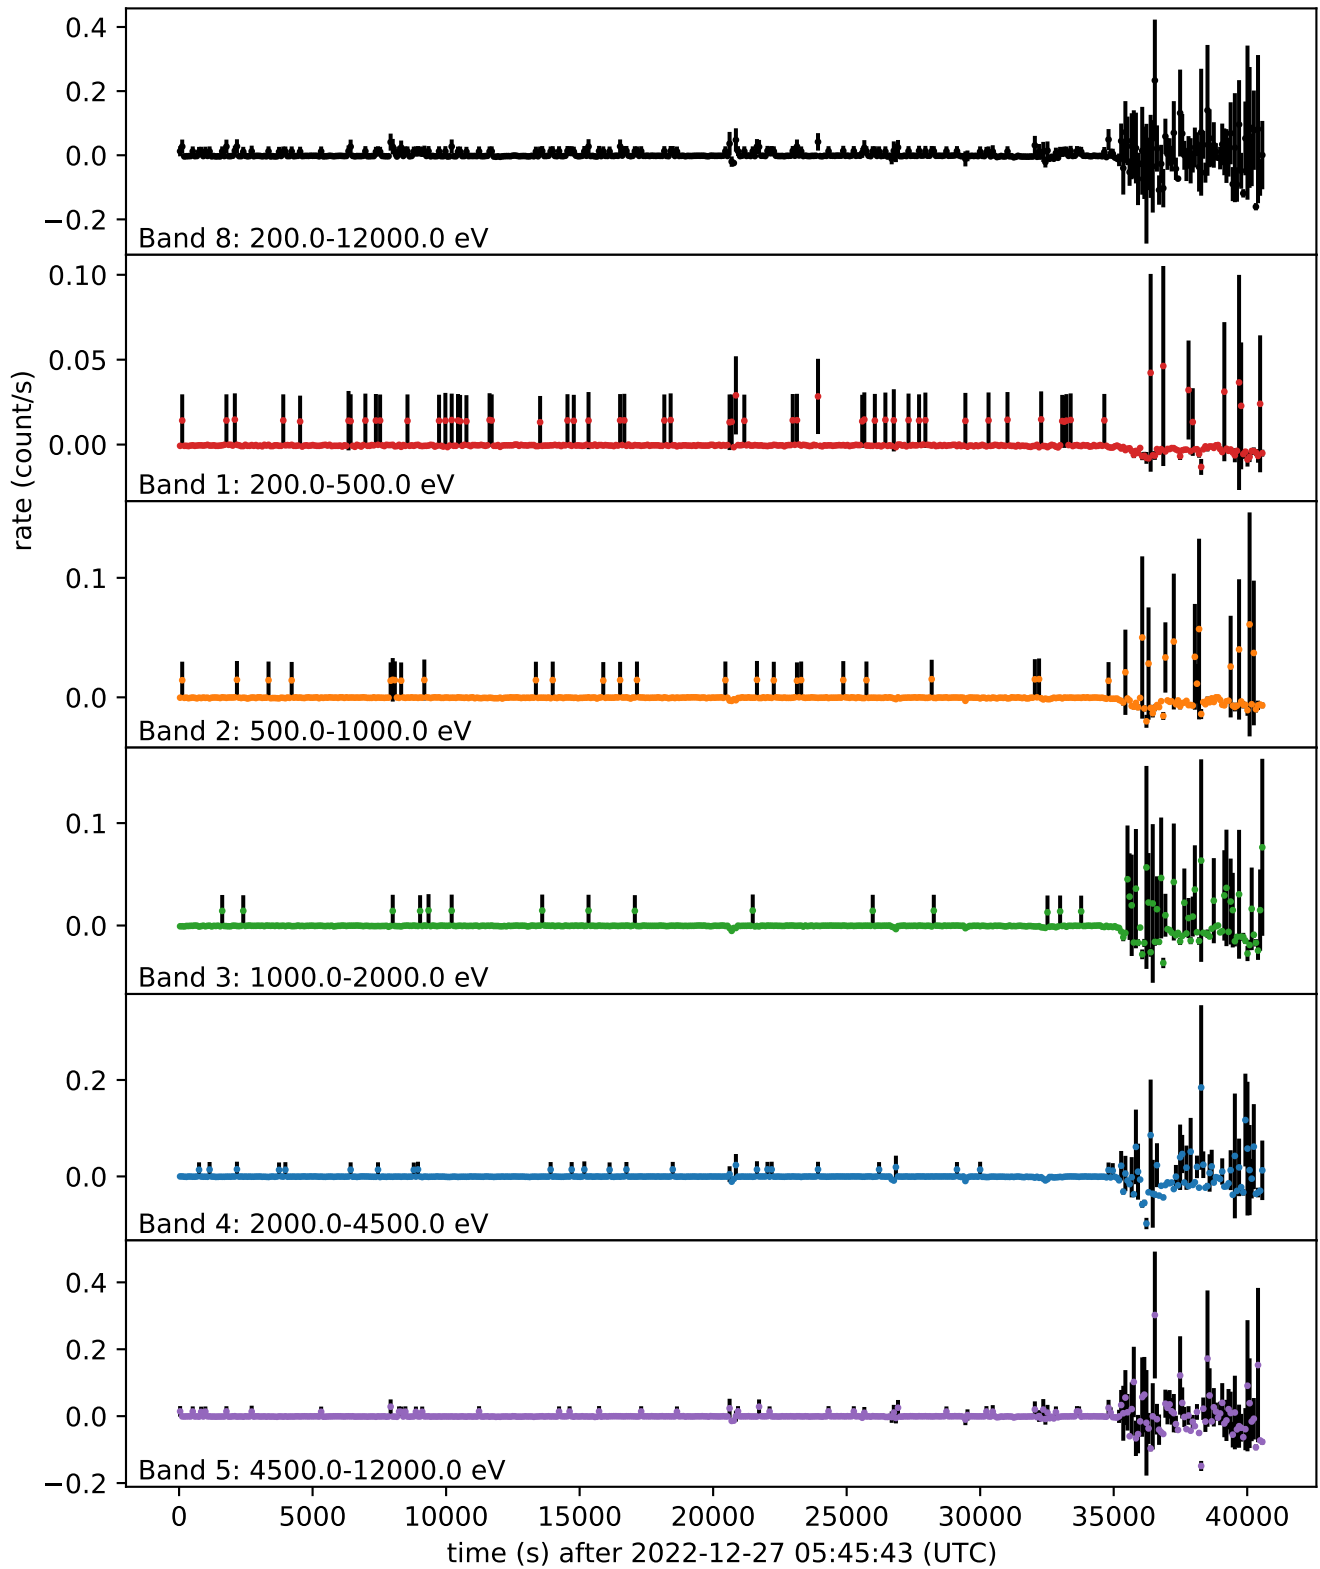 0.4
0.2
0.0
−0.2
Band 8: 200.0-12000.0 eV
0.10
0.05
0.00
Band 1: 200.0-500.0 eV
rate (count/s)
0.1
0.0
Band 2: 500.0-1000.0 eV
0.1
0.0
Band 3: 1000.0-2000.0 eV
0.2
0.0
Band 4: 2000.0-4500.0 eV
0.4
0.2
0.0
−0.2
Band 5: 4500.0-12000.0 eV
0 5000 10000 15000 20000 25000 30000 35000 40000
time (s) after 2022-12-27 05:45:43 (UTC)